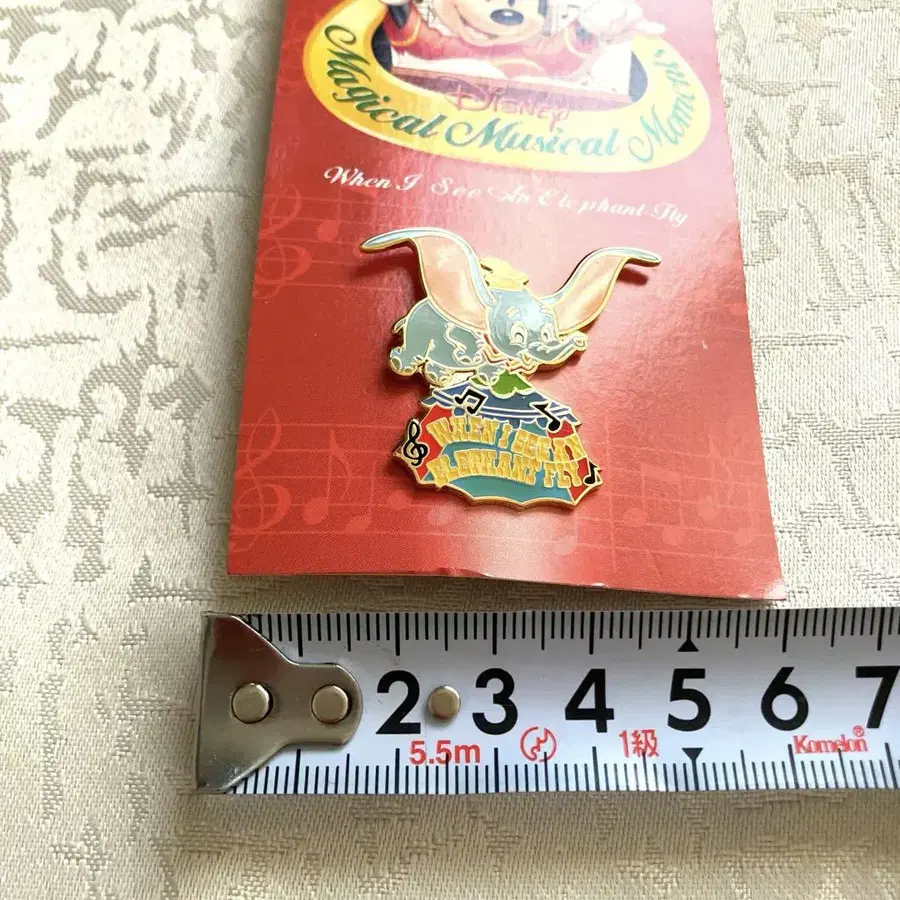 DISNEY
Magical Musical Moments
When I See An Elephant Fly
WHEN I SEE AN
ELEPHANT FLY
2 3 4 5 6 7
5.5m 1級 Komelon®